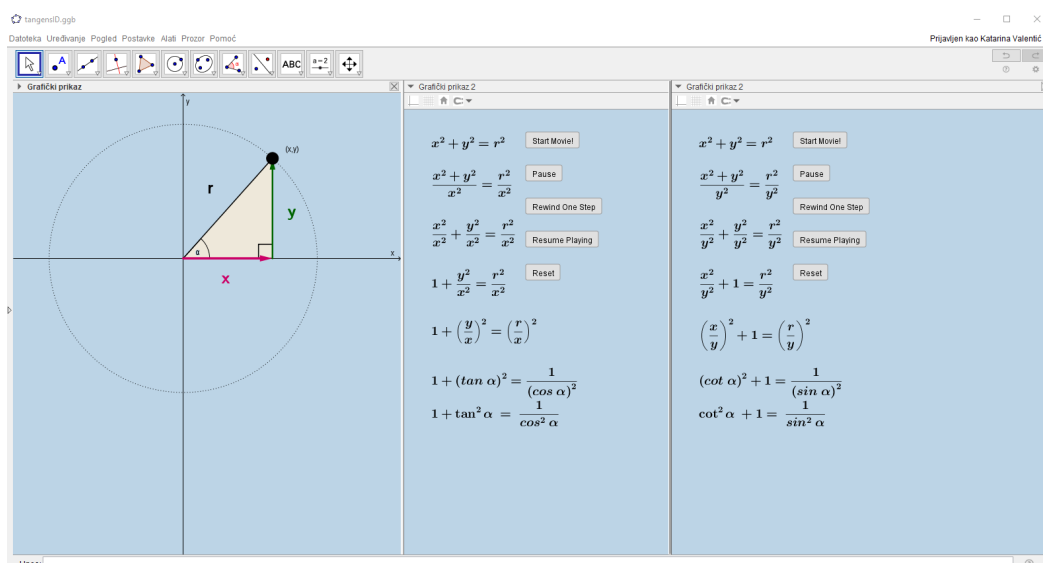 tangensID.ggb
Datoteka Uređivanje Pogled Postavke Alati Prozor Pomoć
Prijavljen kao Katarina Valentić
A
ABC
a=2
Grafički prikaz
y
(x,y)
r
y
α
x
x
Grafički prikaz 2
x² + y² = r²
Start Movie!
(x² + y²)/x² = r²/x²
Pause
Rewind One Step
x²/x² + y²/x² = r²/x²
Resume Playing
1 + y²/x² = r²/x²
Reset
1 + (y/x)² = (r/x)²
1 + (tan α)² = 1/(cos α)²
1 + tan² α = 1/cos² α
Grafički prikaz 2
x² + y² = r²
Start Movie!
(x² + y²)/y² = r²/y²
Pause
Rewind One Step
x²/y² + y²/y² = r²/y²
Resume Playing
x²/y² + 1 = r²/y²
Reset
(x/y)² + 1 = (r/y)²
(cot α)² + 1 = 1/(sin α)²
cot² α + 1 = 1/sin² α